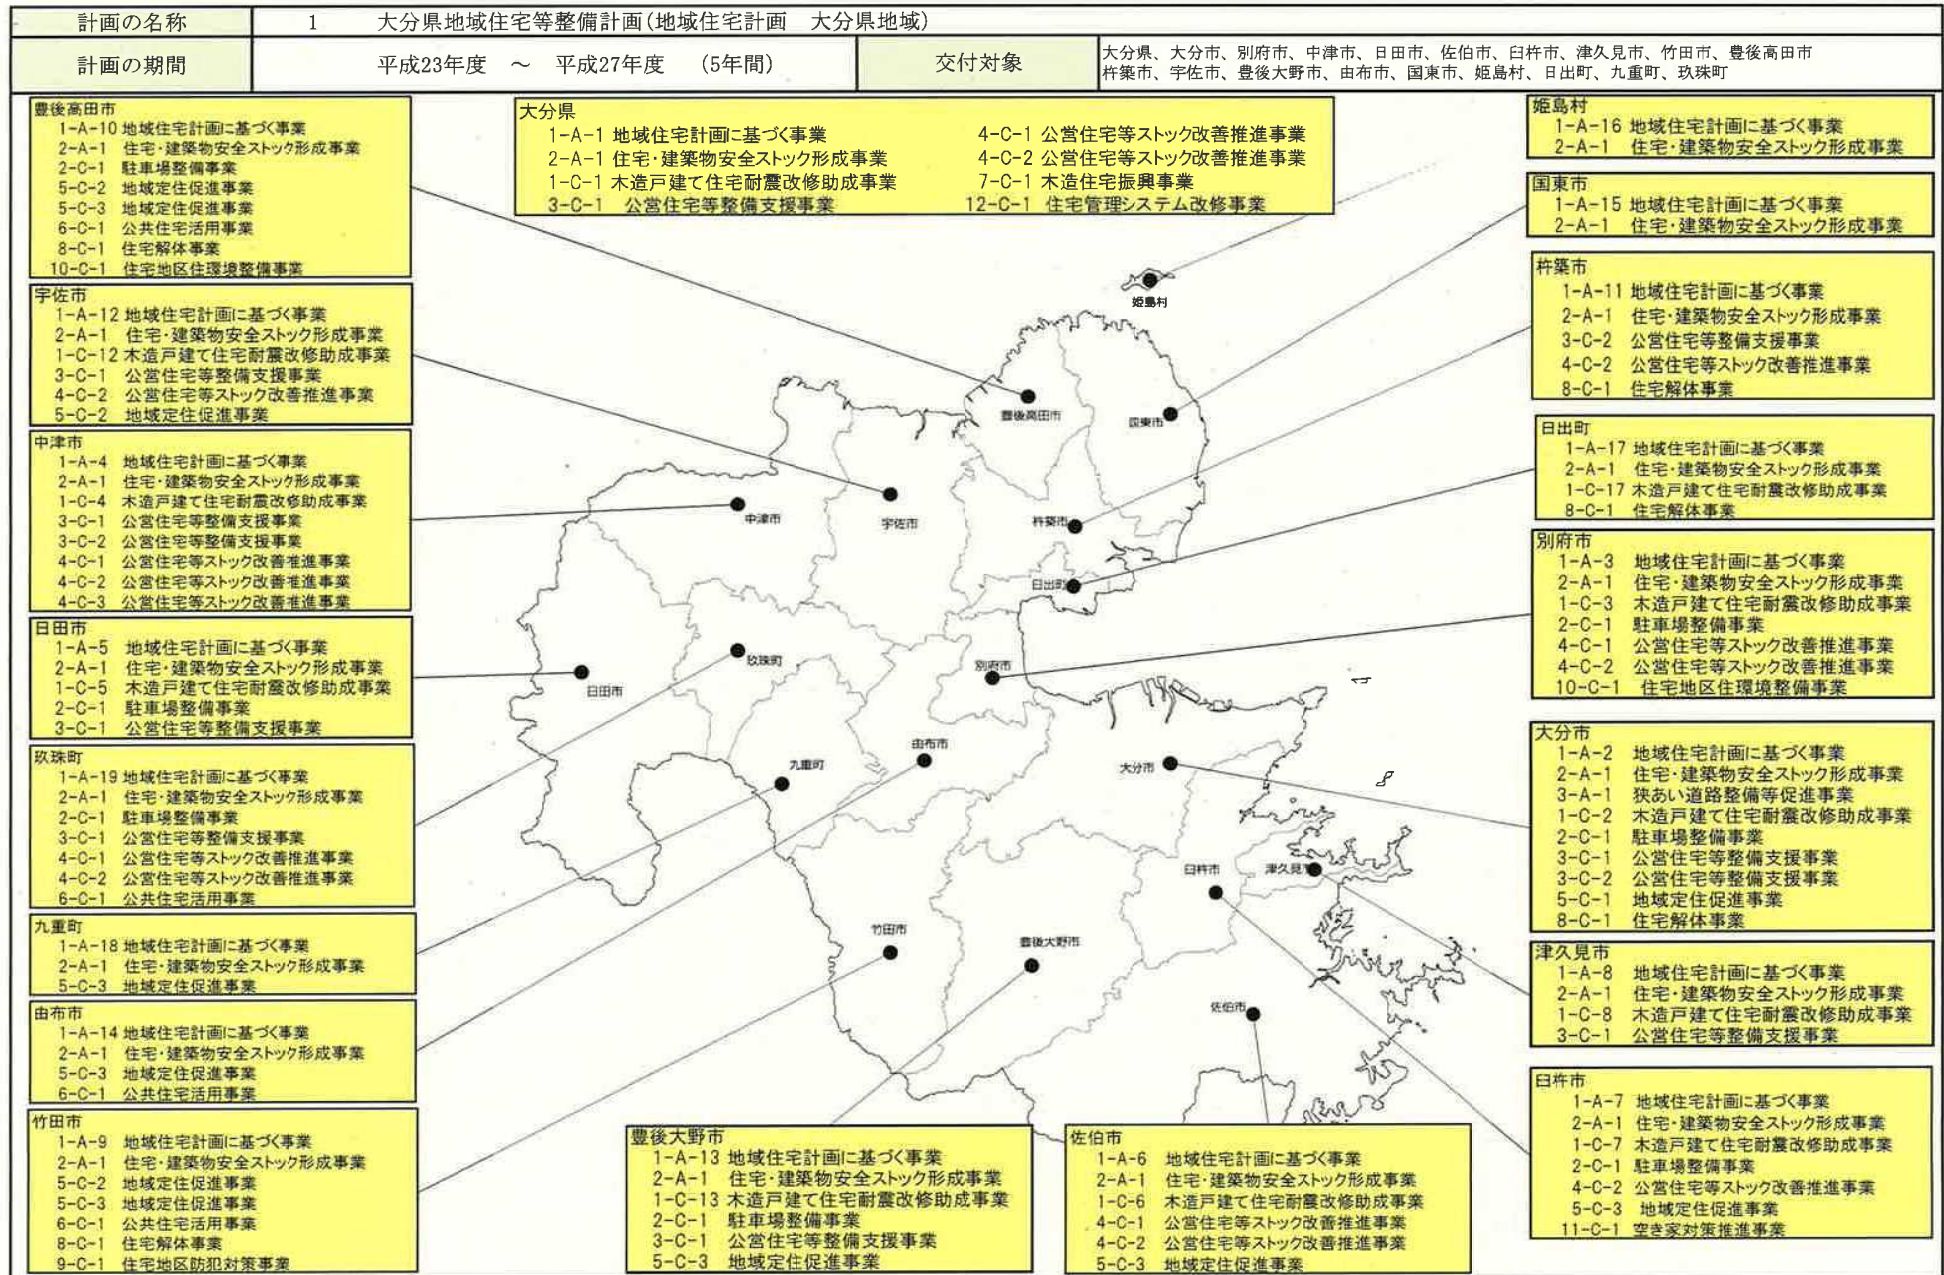 計画の名称 1 大分県地域住宅等整備計画(地域住宅計画 大分県地域)
計画の期間 平成23年度 ～ 平成27年度 (5年間) 交付対象
大分県、大分市、別府市、中津市、日田市、佐伯市、臼杵市、津久見市、竹田市、豊後高田市
杵築市、宇佐市、豊後大野市、由布市、国東市、姫島村、日出町、九重町、玖珠町
豊後高田市
1-A-10 地域住宅計画に基づく事業
2-A-1 住宅・建築物安全ストック形成事業
2-C-1 駐車場整備事業
5-C-2 地域定住促進事業
5-C-3 地域定住促進事業
6-C-1 公共住宅活用事業
8-C-1 住宅解体事業
10-C-1 住宅地区住環境整備事業
宇佐市
1-A-12 地域住宅計画に基づく事業
2-A-1 住宅・建築物安全ストック形成事業
1-C-12 木造戸建て住宅耐震改修助成事業
3-C-1 公営住宅等整備支援事業
4-C-2 公営住宅等ストック改善推進事業
5-C-2 地域定住促進事業
中津市
1-A-4 地域住宅計画に基づく事業
2-A-1 住宅・建築物安全ストック形成事業
1-C-4 木造戸建て住宅耐震改修助成事業
3-C-1 公営住宅等整備支援事業
3-C-2 公営住宅等整備支援事業
4-C-1 公営住宅等ストック改善推進事業
4-C-2 公営住宅等ストック改善推進事業
4-C-3 公営住宅等ストック改善推進事業
日田市
1-A-5 地域住宅計画に基づく事業
2-A-1 住宅・建築物安全ストック形成事業
1-C-5 木造戸建て住宅耐震改修助成事業
2-C-1 駐車場整備事業
3-C-1 公営住宅等整備支援事業
玖珠町
1-A-19 地域住宅計画に基づく事業
2-A-1 住宅・建築物安全ストック形成事業
2-C-1 駐車場整備事業
3-C-1 公営住宅等整備支援事業
4-C-1 公営住宅等ストック改善推進事業
4-C-2 公営住宅等ストック改善推進事業
6-C-1 公共住宅活用事業
九重町
1-A-18 地域住宅計画に基づく事業
2-A-1 住宅・建築物安全ストック形成事業
5-C-3 地域定住促進事業
由布市
1-A-14 地域住宅計画に基づく事業
2-A-1 住宅・建築物安全ストック形成事業
5-C-3 地域定住促進事業
6-C-1 公共住宅活用事業
竹田市
1-A-9 地域住宅計画に基づく事業
2-A-1 住宅・建築物安全ストック形成事業
5-C-2 地域定住促進事業
5-C-3 地域定住促進事業
6-C-1 公共住宅活用事業
8-C-1 住宅解体事業
9-C-1 住宅地区防犯対策事業
大分県
1-A-1 地域住宅計画に基づく事業 4-C-1 公営住宅等ストック改善推進事業
2-A-1 住宅・建築物安全ストック形成事業 4-C-2 公営住宅等ストック改善推進事業
1-C-1 木造戸建て住宅耐震改修助成事業 7-C-1 木造住宅振興事業
3-C-1 公営住宅等整備支援事業 12-C-1 住宅管理システム改修事業
姫島村
豊後高田市
国東市
中津市
宇佐市
杵築市
日出町
玖珠町
別府市
日田市
由布市
九重町
大分市
臼杵市
津久見市
竹田市
豊後大野市
佐伯市
豊後大野市
1-A-13 地域住宅計画に基づく事業
2-A-1 住宅・建築物安全ストック形成事業
1-C-13 木造戸建て住宅耐震改修助成事業
2-C-1 駐車場整備事業
3-C-1 公営住宅等整備支援事業
5-C-3 地域定住促進事業
佐伯市
1-A-6 地域住宅計画に基づく事業
2-A-1 住宅・建築物安全ストック形成事業
1-C-6 木造戸建て住宅耐震改修助成事業
4-C-1 公営住宅等ストック改善推進事業
4-C-2 公営住宅等ストック改善推進事業
5-C-3 地域定住促進事業
姫島村
1-A-16 地域住宅計画に基づく事業
2-A-1 住宅・建築物安全ストック形成事業
国東市
1-A-15 地域住宅計画に基づく事業
2-A-1 住宅・建築物安全ストック形成事業
杵築市
1-A-11 地域住宅計画に基づく事業
2-A-1 住宅・建築物安全ストック形成事業
3-C-2 公営住宅等整備支援事業
4-C-2 公営住宅等ストック改善推進事業
8-C-1 住宅解体事業
日出町
1-A-17 地域住宅計画に基づく事業
2-A-1 住宅・建築物安全ストック形成事業
1-C-17 木造戸建て住宅耐震改修助成事業
8-C-1 住宅解体事業
別府市
1-A-3 地域住宅計画に基づく事業
2-A-1 住宅・建築物安全ストック形成事業
1-C-3 木造戸建て住宅耐震改修助成事業
2-C-1 駐車場整備事業
4-C-1 公営住宅等ストック改善推進事業
4-C-2 公営住宅等ストック改善推進事業
10-C-1 住宅地区住環境整備事業
大分市
1-A-2 地域住宅計画に基づく事業
2-A-1 住宅・建築物安全ストック形成事業
3-A-1 狭あい道路整備等促進事業
1-C-2 木造戸建て住宅耐震改修助成事業
2-C-1 駐車場整備事業
3-C-1 公営住宅等整備支援事業
3-C-2 公営住宅等整備支援事業
5-C-1 地域定住促進事業
8-C-1 住宅解体事業
津久見市
1-A-8 地域住宅計画に基づく事業
2-A-1 住宅・建築物安全ストック形成事業
1-C-8 木造戸建て住宅耐震改修助成事業
3-C-1 公営住宅等整備支援事業
臼杵市
1-A-7 地域住宅計画に基づく事業
2-A-1 住宅・建築物安全ストック形成事業
1-C-7 木造戸建て住宅耐震改修助成事業
2-C-1 駐車場整備事業
4-C-2 公営住宅等ストック改善推進事業
5-C-3 地域定住促進事業
11-C-1 空き家対策推進事業